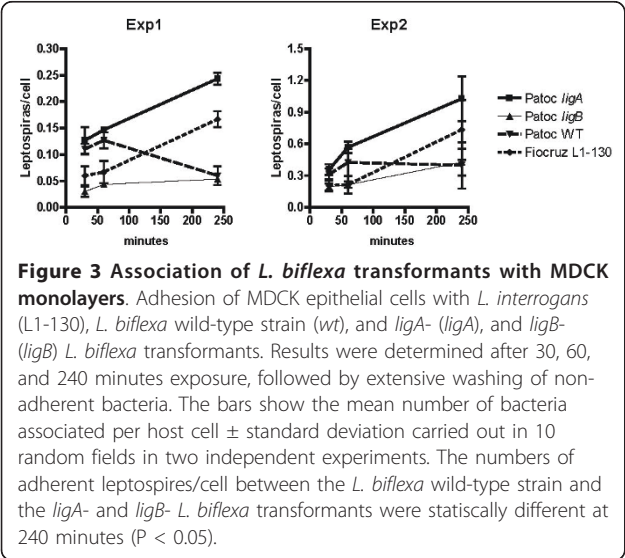 Exp1
Exp2
Leptospiras/cell
0.30
0.25
0.20
0.15
0.10
0.05
0.00
0 50 100 150 200 250
minutes
Leptospiras/cell
1.5
1.2
0.9
0.6
0.3
0.0
0 50 100 150 200 250
minutes
Patoc ligA
Patoc ligB
Patoc WT
Fiocruz L1-130
Figure 3 Association of L. biflexa transformants with MDCK
monolayers. Adhesion of MDCK epithelial cells with L. interrogans
(L1-130), L. biflexa wild-type strain (wt), and ligA- (ligA), and ligB-
(ligB) L. biflexa transformants. Results were determined after 30, 60,
and 240 minutes exposure, followed by extensive washing of non-
adherent bacteria. The bars show the mean number of bacteria
associated per host cell ± standard deviation carried out in 10
random fields in two independent experiments. The numbers of
adherent leptospires/cell between the L. biflexa wild-type strain and
the ligA- and ligB- L. biflexa transformants were statiscally different at
240 minutes (P < 0.05).